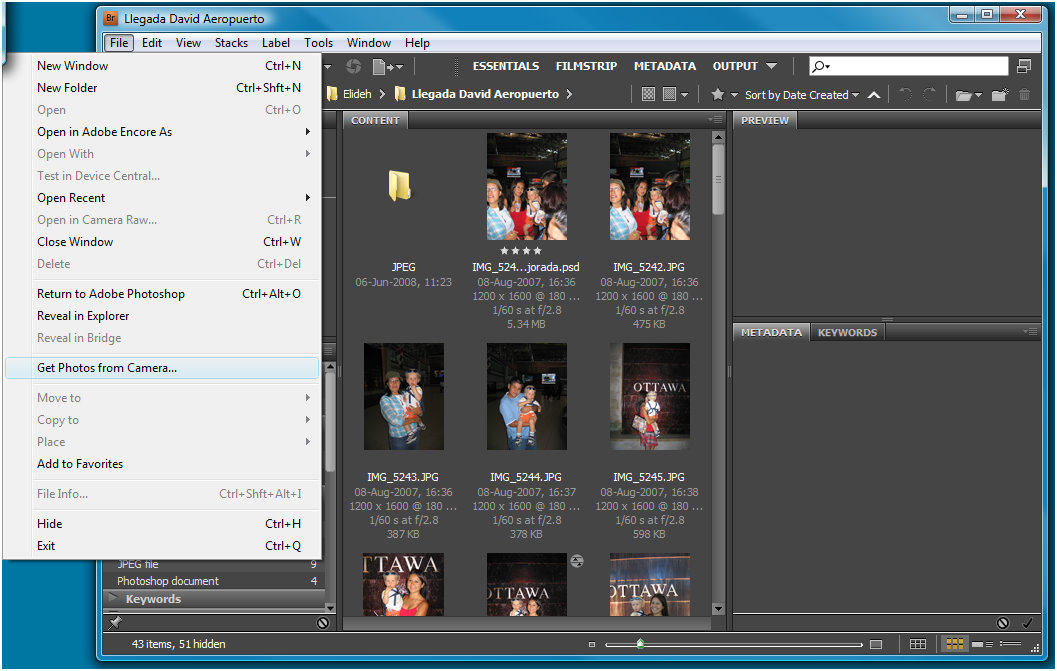 Br Llegada David Aeropuerto
File Edit View Stacks Label Tools Window Help
New Window Ctrl+N
New Folder Ctrl+Shft+N
Open Ctrl+O
Open in Adobe Encore As
Open With
Test in Device Central...
Open Recent
Open in Camera Raw... Ctrl+R
Close Window Ctrl+W
Delete Ctrl+Del
Return to Adobe Photoshop Ctrl+Alt+O
Reveal in Explorer
Reveal in Bridge
Get Photos from Camera...
Move to
Copy to
Place
Add to Favorites
File Info... Ctrl+Shft+Alt+I
Hide Ctrl+H
Exit Ctrl+Q
ESSENTIALS FILMSTRIP METADATA OUTPUT
Elideh Llegada David Aeropuerto Sort by Date Created
CONTENT
JPEG
06-Jun-2008, 11:23
IMG_524...jorada.psd
08-Aug-2007, 16:36
1200 x 1600 @ 180 ...
1/60 s at f/2.8
5.34 MB
IMG_5242.JPG
08-Aug-2007, 16:36
1200 x 1600 @ 180 ...
1/60 s at f/2.8
475 KB
OTTAWA
IMG_5243.JPG
08-Aug-2007, 16:36
1200 x 1600 @ 180 ...
1/60 s at f/2.8
387 KB
IMG_5244.JPG
08-Aug-2007, 16:37
1200 x 1600 @ 180 ...
1/60 s at f/2.8
378 KB
IMG_5245.JPG
08-Aug-2007, 16:38
1200 x 1600 @ 180 ...
1/60 s at f/2.8
598 KB
TTAWA
OTTAWA
OTTAWA
PREVIEW
METADATA KEYWORDS
JPEG file 9
Photoshop document 4
Keywords
43 items, 51 hidden